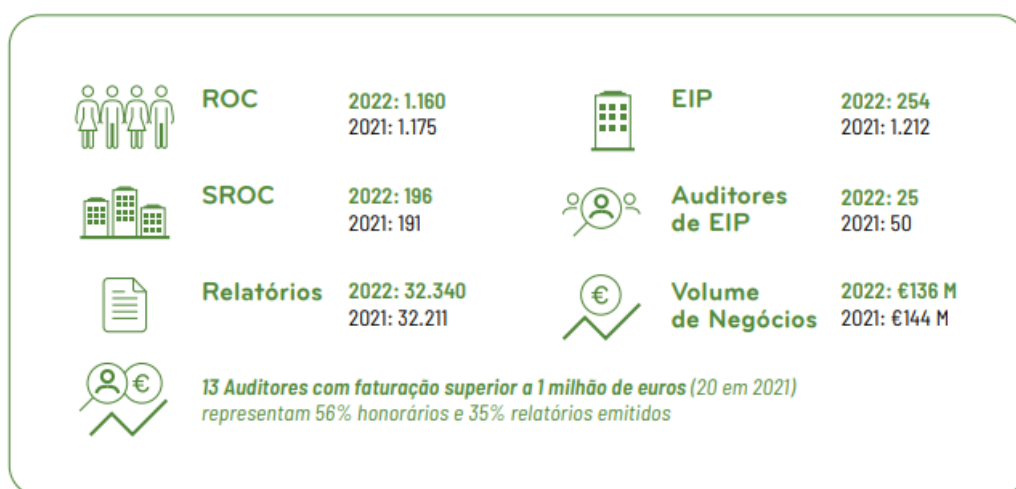 ROC
2022: 1.160
2021: 1.175
EIP
2022: 254
2021: 1.212
SROC
2022: 196
2021: 191
Auditores
de EIP
2022: 25
2021: 50
Relatórios
2022: 32.340
2021: 32.211
€
Volume
de Negócios
2022: €136 M
2021: €144 M
€
13 Auditores com faturação superior a 1 milhão de euros (20 em 2021)
representam 56% honorários e 35% relatórios emitidos